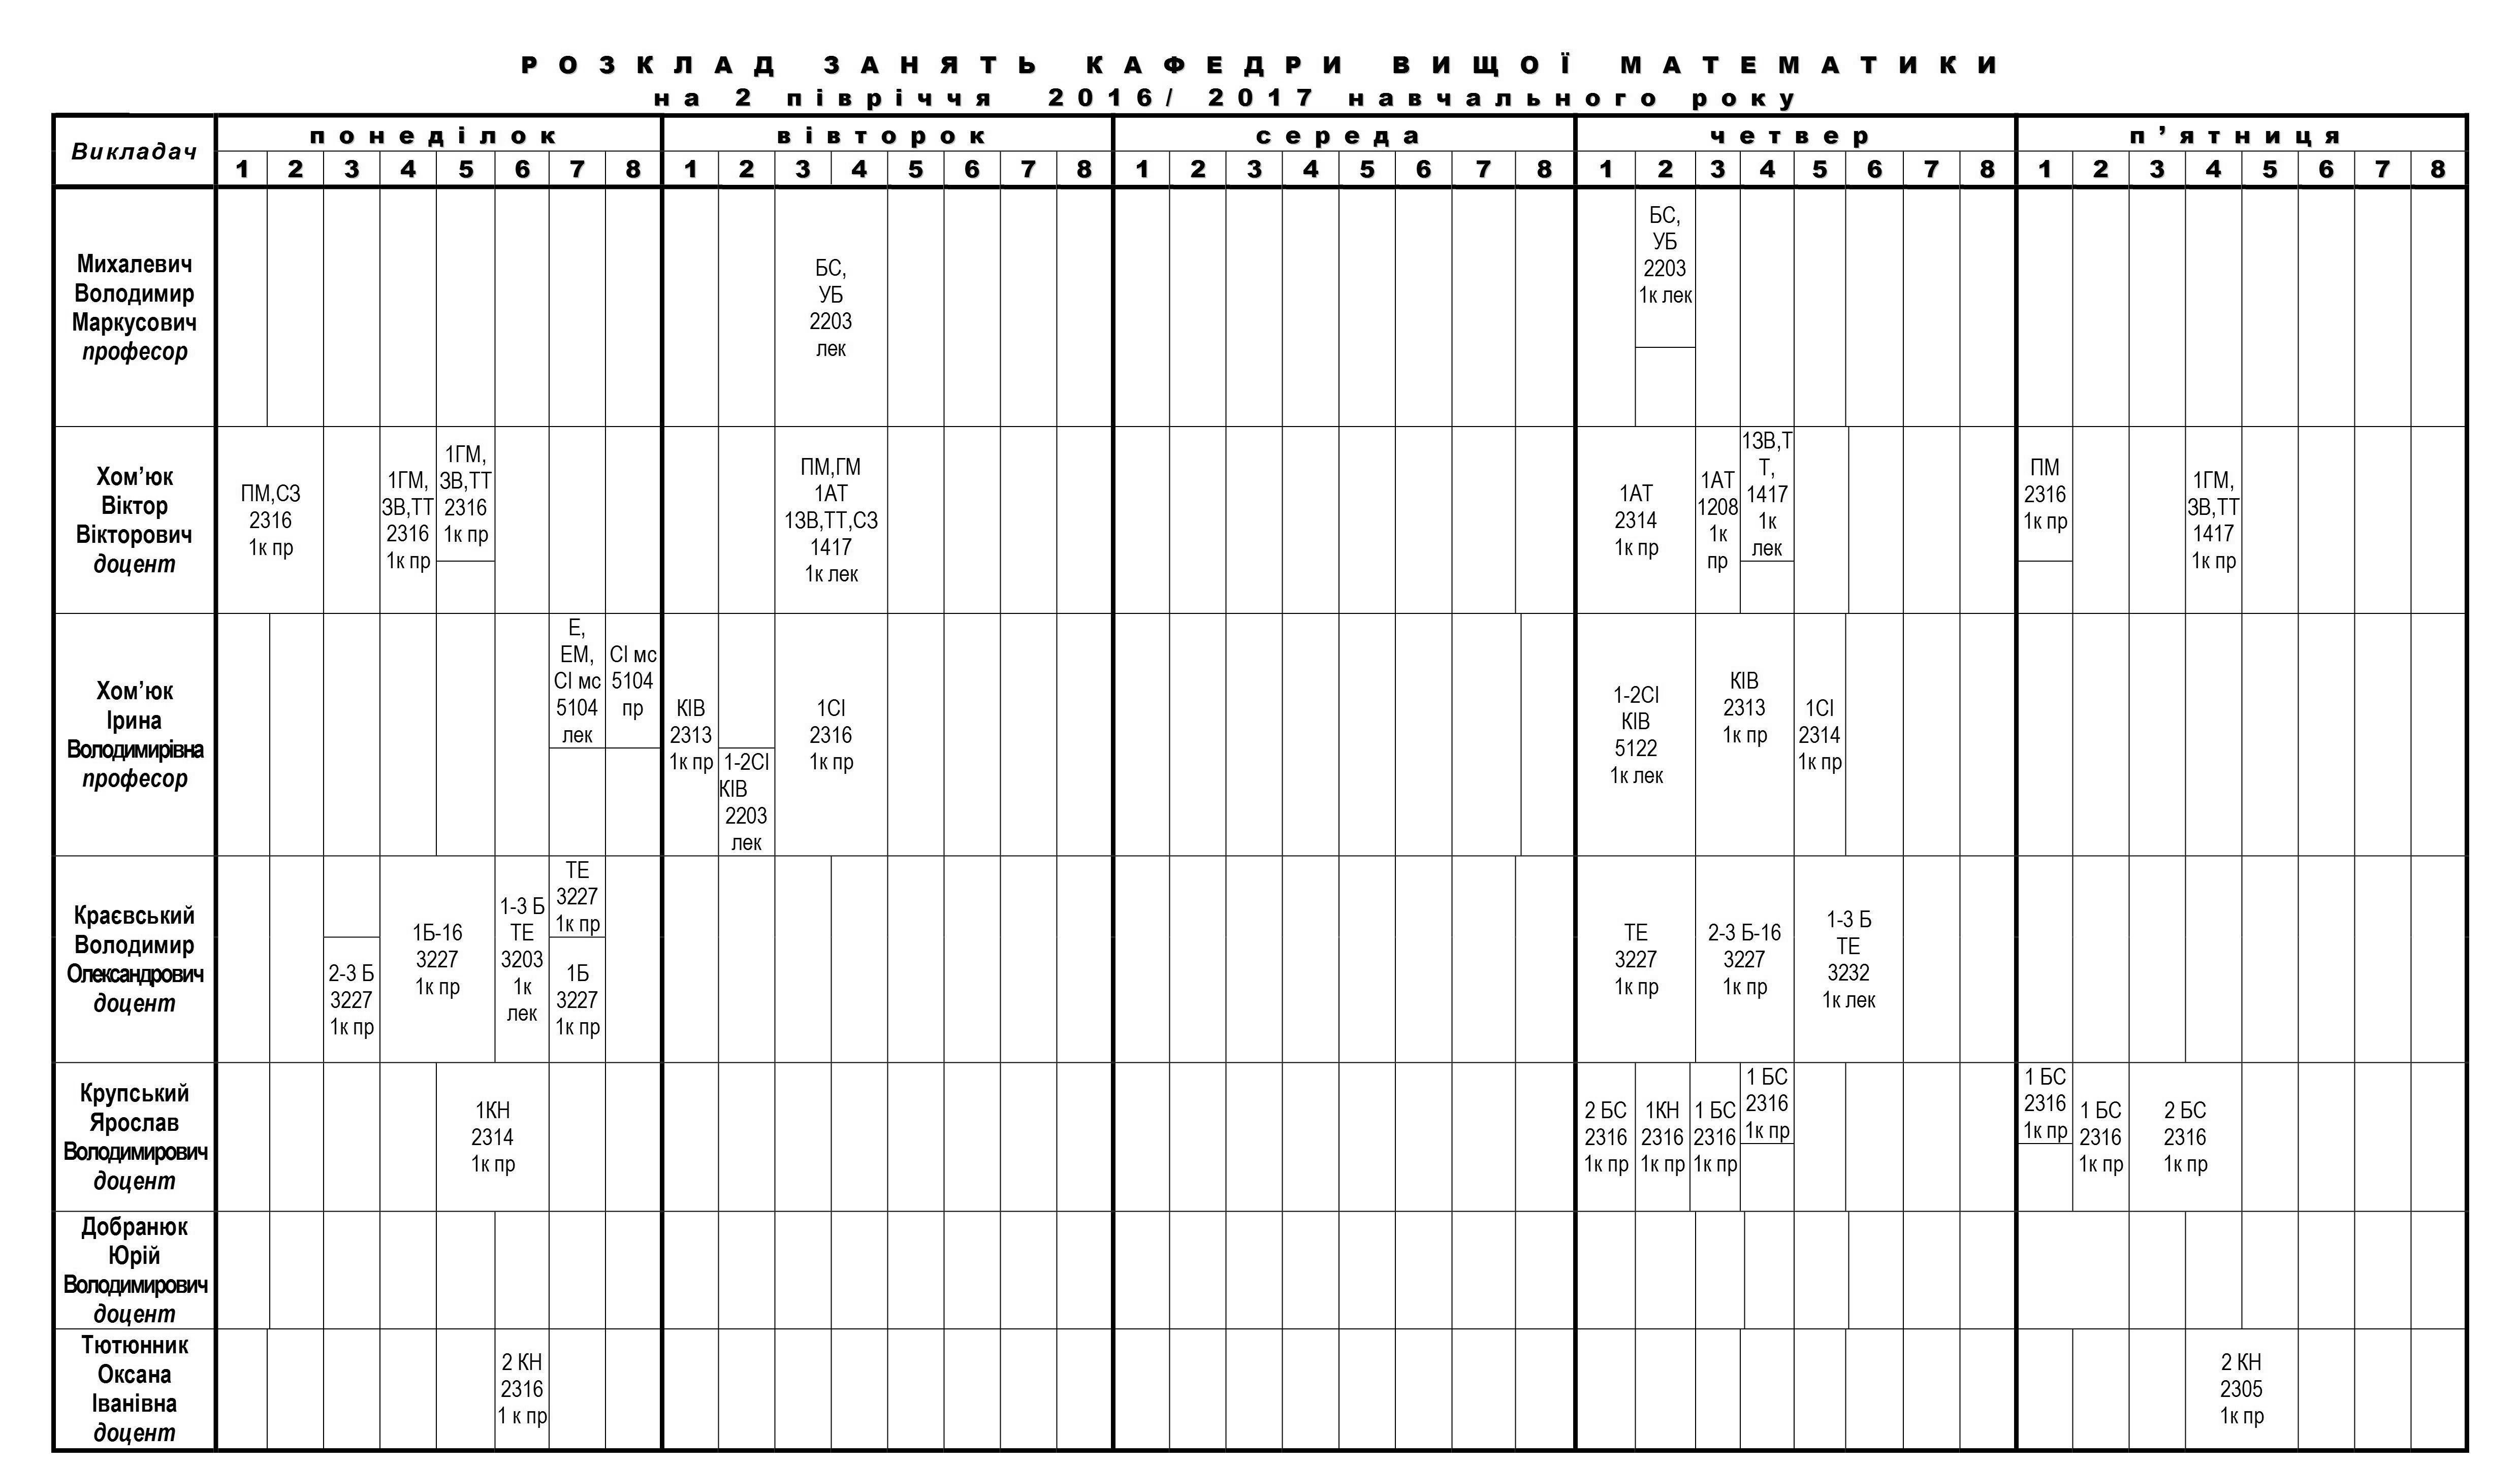 РОЗКЛАД ЗАНЯТЬ КАФЕДРИ ВИЩОЇ МАТЕМАТИКИ
на 2 півріччя 2016/ 2017 навчального року
Викладач
понеділок
вівторок
середа
четвер
п’ятниця
1 2 3 4 5 6 7 8 1 2 3 4 5 6 7 8 1 2 3 4 5 6 7 8 1 2 3 4 5 6 7 8 1 2 3 4 5 6 7 8
Михалевич
Володимир
Маркусович
професор
БС,
УБ
2203
лек
БС,
УБ
2203
1к лек
Хом’юк
Віктор
Вікторович
доцент
ПМ,СЗ
2316
1к пр
1ГМ,
ЗВ,ТТ
2316
1к пр
1ГМ,
ЗВ,ТТ
2316
1к пр
ПМ,ГМ
1АТ
1ЗВ,ТТ,СЗ
1417
1к лек
1АТ
2314
1к пр
1АТ
1208
1к
пр
1ЗВ,Т
Т,
1417
1к
лек
ПМ
2316
1к пр
1ГМ,
ЗВ,ТТ
1417
1к пр
Хом’юк
Ірина
Володимирівна
професор
Е,
ЕМ,
СІ мс
5104
лек
СІ мс
5104
пр
КІВ
2313
1к пр
1-2СІ
КІВ
2203
лек
1СІ
2316
1к пр
1-2СІ
КІВ
5122
1к лек
КІВ
2313
1к пр
1СІ
2314
1к пр
Краєвський
Володимир
Олександрович
доцент
2-3 Б
3227
1к пр
1Б-16
3227
1к пр
1-3 Б
ТЕ
3203
1к
лек
ТЕ
3227
1к пр
1Б
3227
1к пр
ТЕ
3227
1к пр
2-3 Б-16
3227
1к пр
1-3 Б
ТЕ
3232
1к лек
Крупський
Ярослав
Володимирович
доцент
1КН
2314
1к пр
2 БС
2316
1к пр
1КН
2316
1к пр
1 БС
2316
1к пр
1 БС
2316
1к пр
1 БС
2316
1к пр
1 БС
2316
1к пр
2 БС
2316
1к пр
Добранюк
Юрій
Володимирович
доцент
Тютюнник
Оксана
Іванівна
доцент
2 КН
2316
1 к пр
2 КН
2305
1к пр